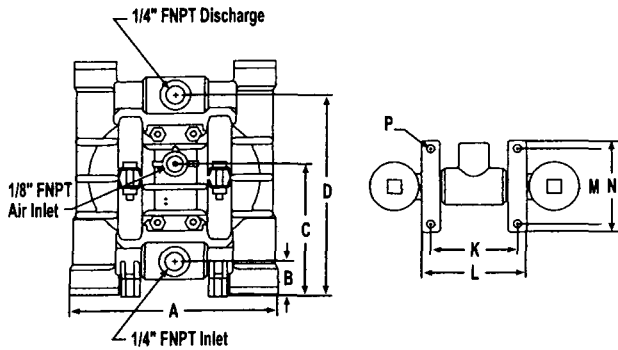 1/4" FNPT Discharge
P
D
M
N
1/8" FNPT
Air Inlet
C
K
B
L
A
1/4" FNPT Inlet